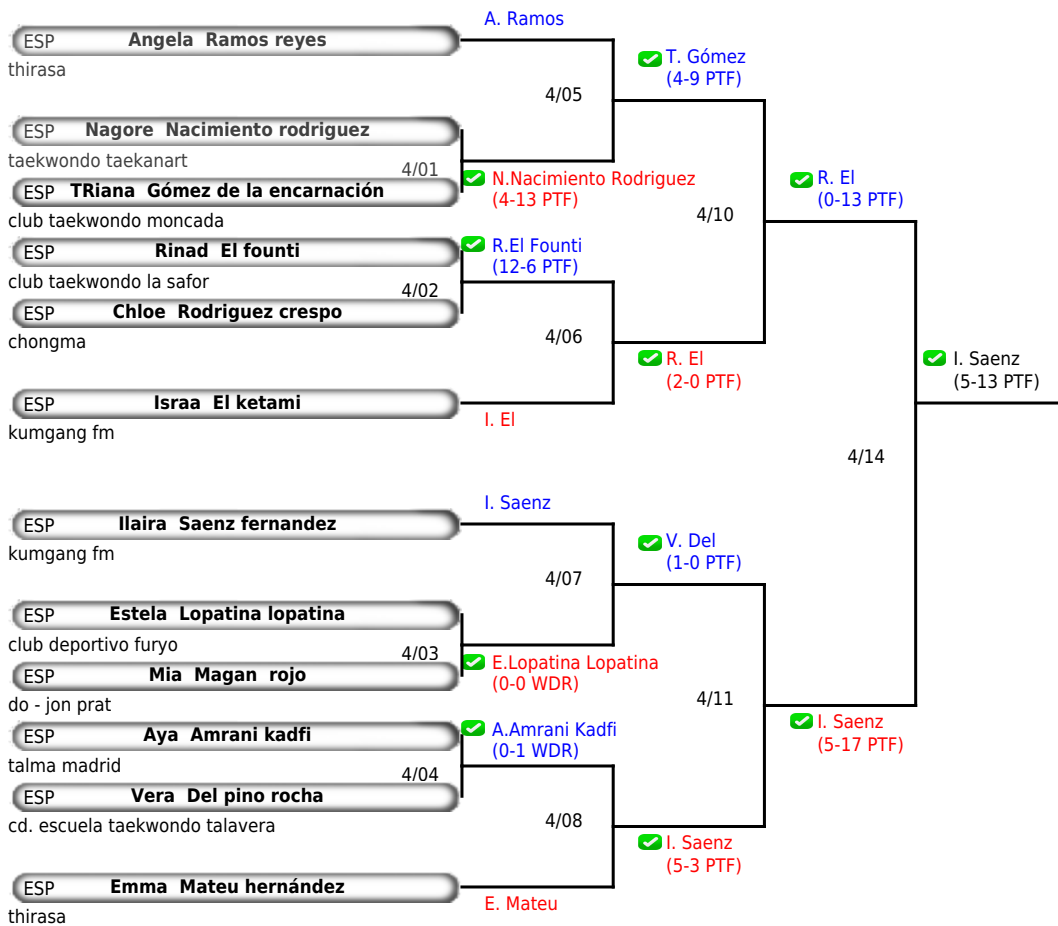 A. Ramos
ESP Angela Ramos reyes
thirasa
T. Gómez
(4-9 PTF)
4/05
ESP Nagore Nacimiento rodriguez
taekwondo taekanart
4/01
N.Nacimiento Rodriguez
(4-13 PTF)
ESP TRiana Gómez de la encarnación
club taekwondo moncada
R. El
(0-13 PTF)
4/10
ESP Rinad El founti
club taekwondo la safor
R.El Founti
(12-6 PTF)
4/02
ESP Chloe Rodriguez crespo
chongma
4/06
R. El
(2-0 PTF)
I. Saenz
(5-13 PTF)
ESP Israa El ketami
kumgang fm
I. El
4/14
I. Saenz
ESP Ilaira Saenz fernandez
kumgang fm
V. Del
(1-0 PTF)
4/07
ESP Estela Lopatina lopatina
club deportivo furyo
4/03
E.Lopatina Lopatina
(0-0 WDR)
ESP Mia Magan rojo
do - jon prat
4/11
I. Saenz
(5-17 PTF)
ESP Aya Amrani kadfi
talma madrid
A.Amrani Kadfi
(0-1 WDR)
4/04
ESP Vera Del pino rocha
cd. escuela taekwondo talavera
4/08
I. Saenz
(5-3 PTF)
ESP Emma Mateu hernández
thirasa
E. Mateu